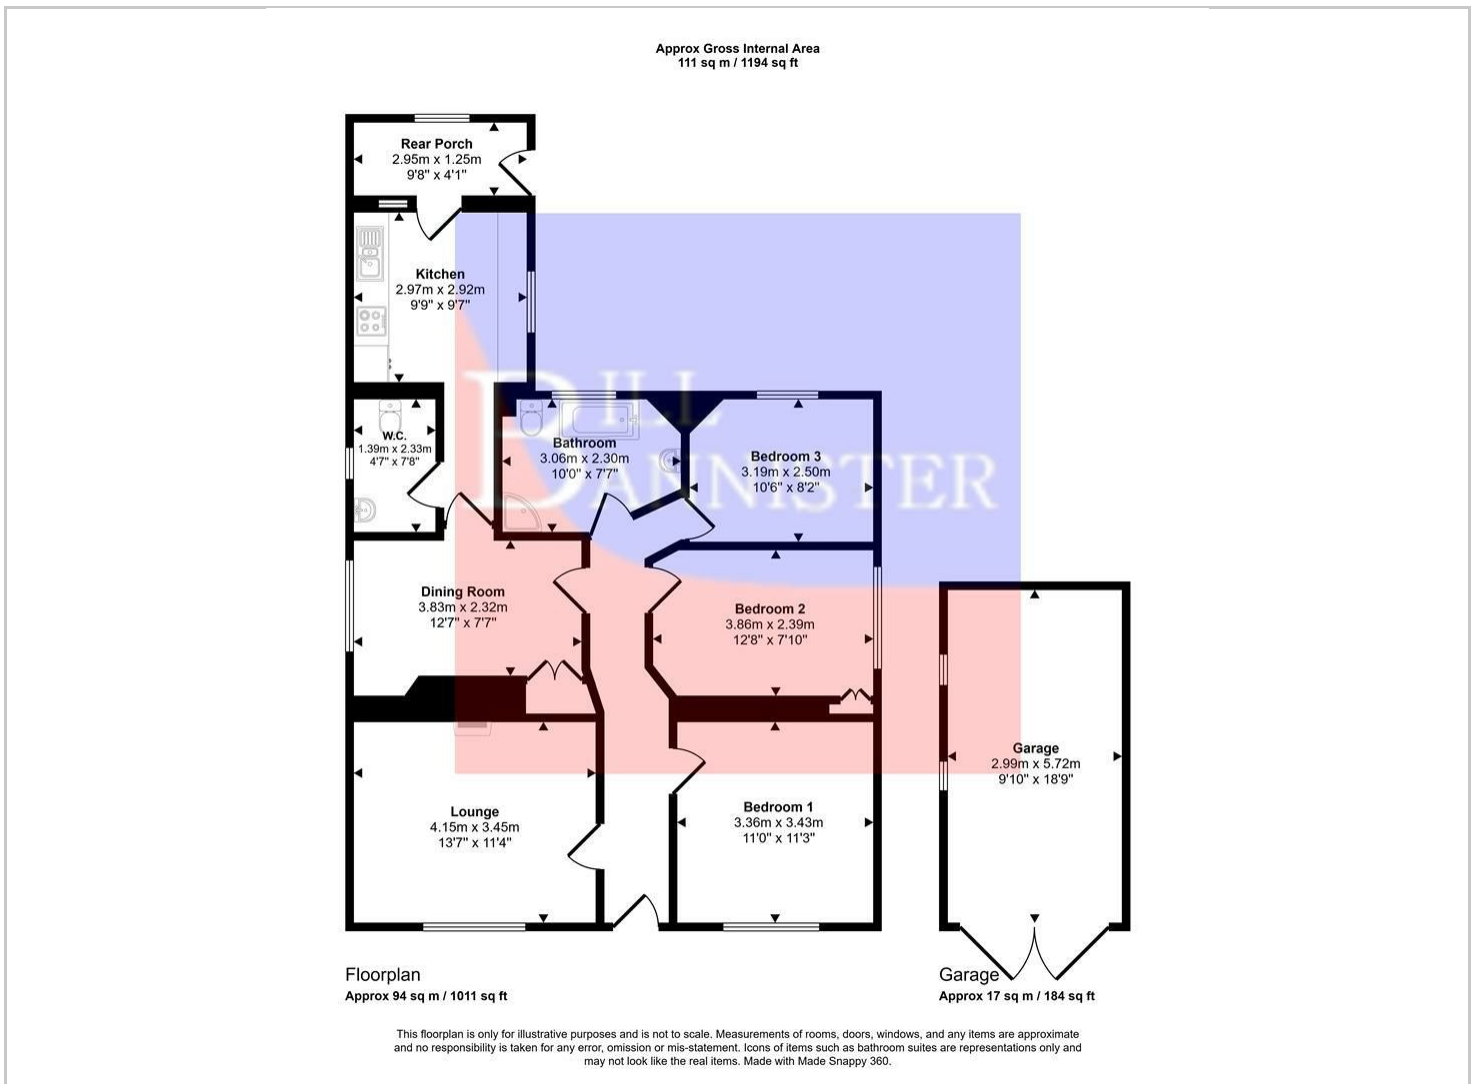 Approx Gross Internal Area
111 sq m / 1194 sq ft
Rear Porch
2.95m x 1.25m
9'8" x 4'1"
Kitchen
2.97m x 2.92m
9'9" x 9'7"
W.C.
1.39m x 2.33m
4'7" x 7'8"
Bathroom
3.06m x 2.30m
10'0" x 7'7"
Bedroom 3
3.19m x 2.50m
10'6" x 8'2"
BILL
BANNISTER
Dining Room
3.83m x 2.32m
12'7" x 7'7"
Bedroom 2
3.86m x 2.39m
12'8" x 7'10"
Garage
2.99m x 5.72m
9'10" x 18'9"
Lounge
4.15m x 3.45m
13'7" x 11'4"
Bedroom 1
3.36m x 3.43m
11'0" x 11'3"
Floorplan
Approx 94 sq m / 1011 sq ft
Garage
Approx 17 sq m / 184 sq ft
This floorplan is only for illustrative purposes and is not to scale. Measurements of rooms, doors, windows, and any items are approximate
and no responsibility is taken for any error, omission or mis-statement. Icons of items such as bathroom suites are representations only and
may not look like the real items. Made with Made Snappy 360.